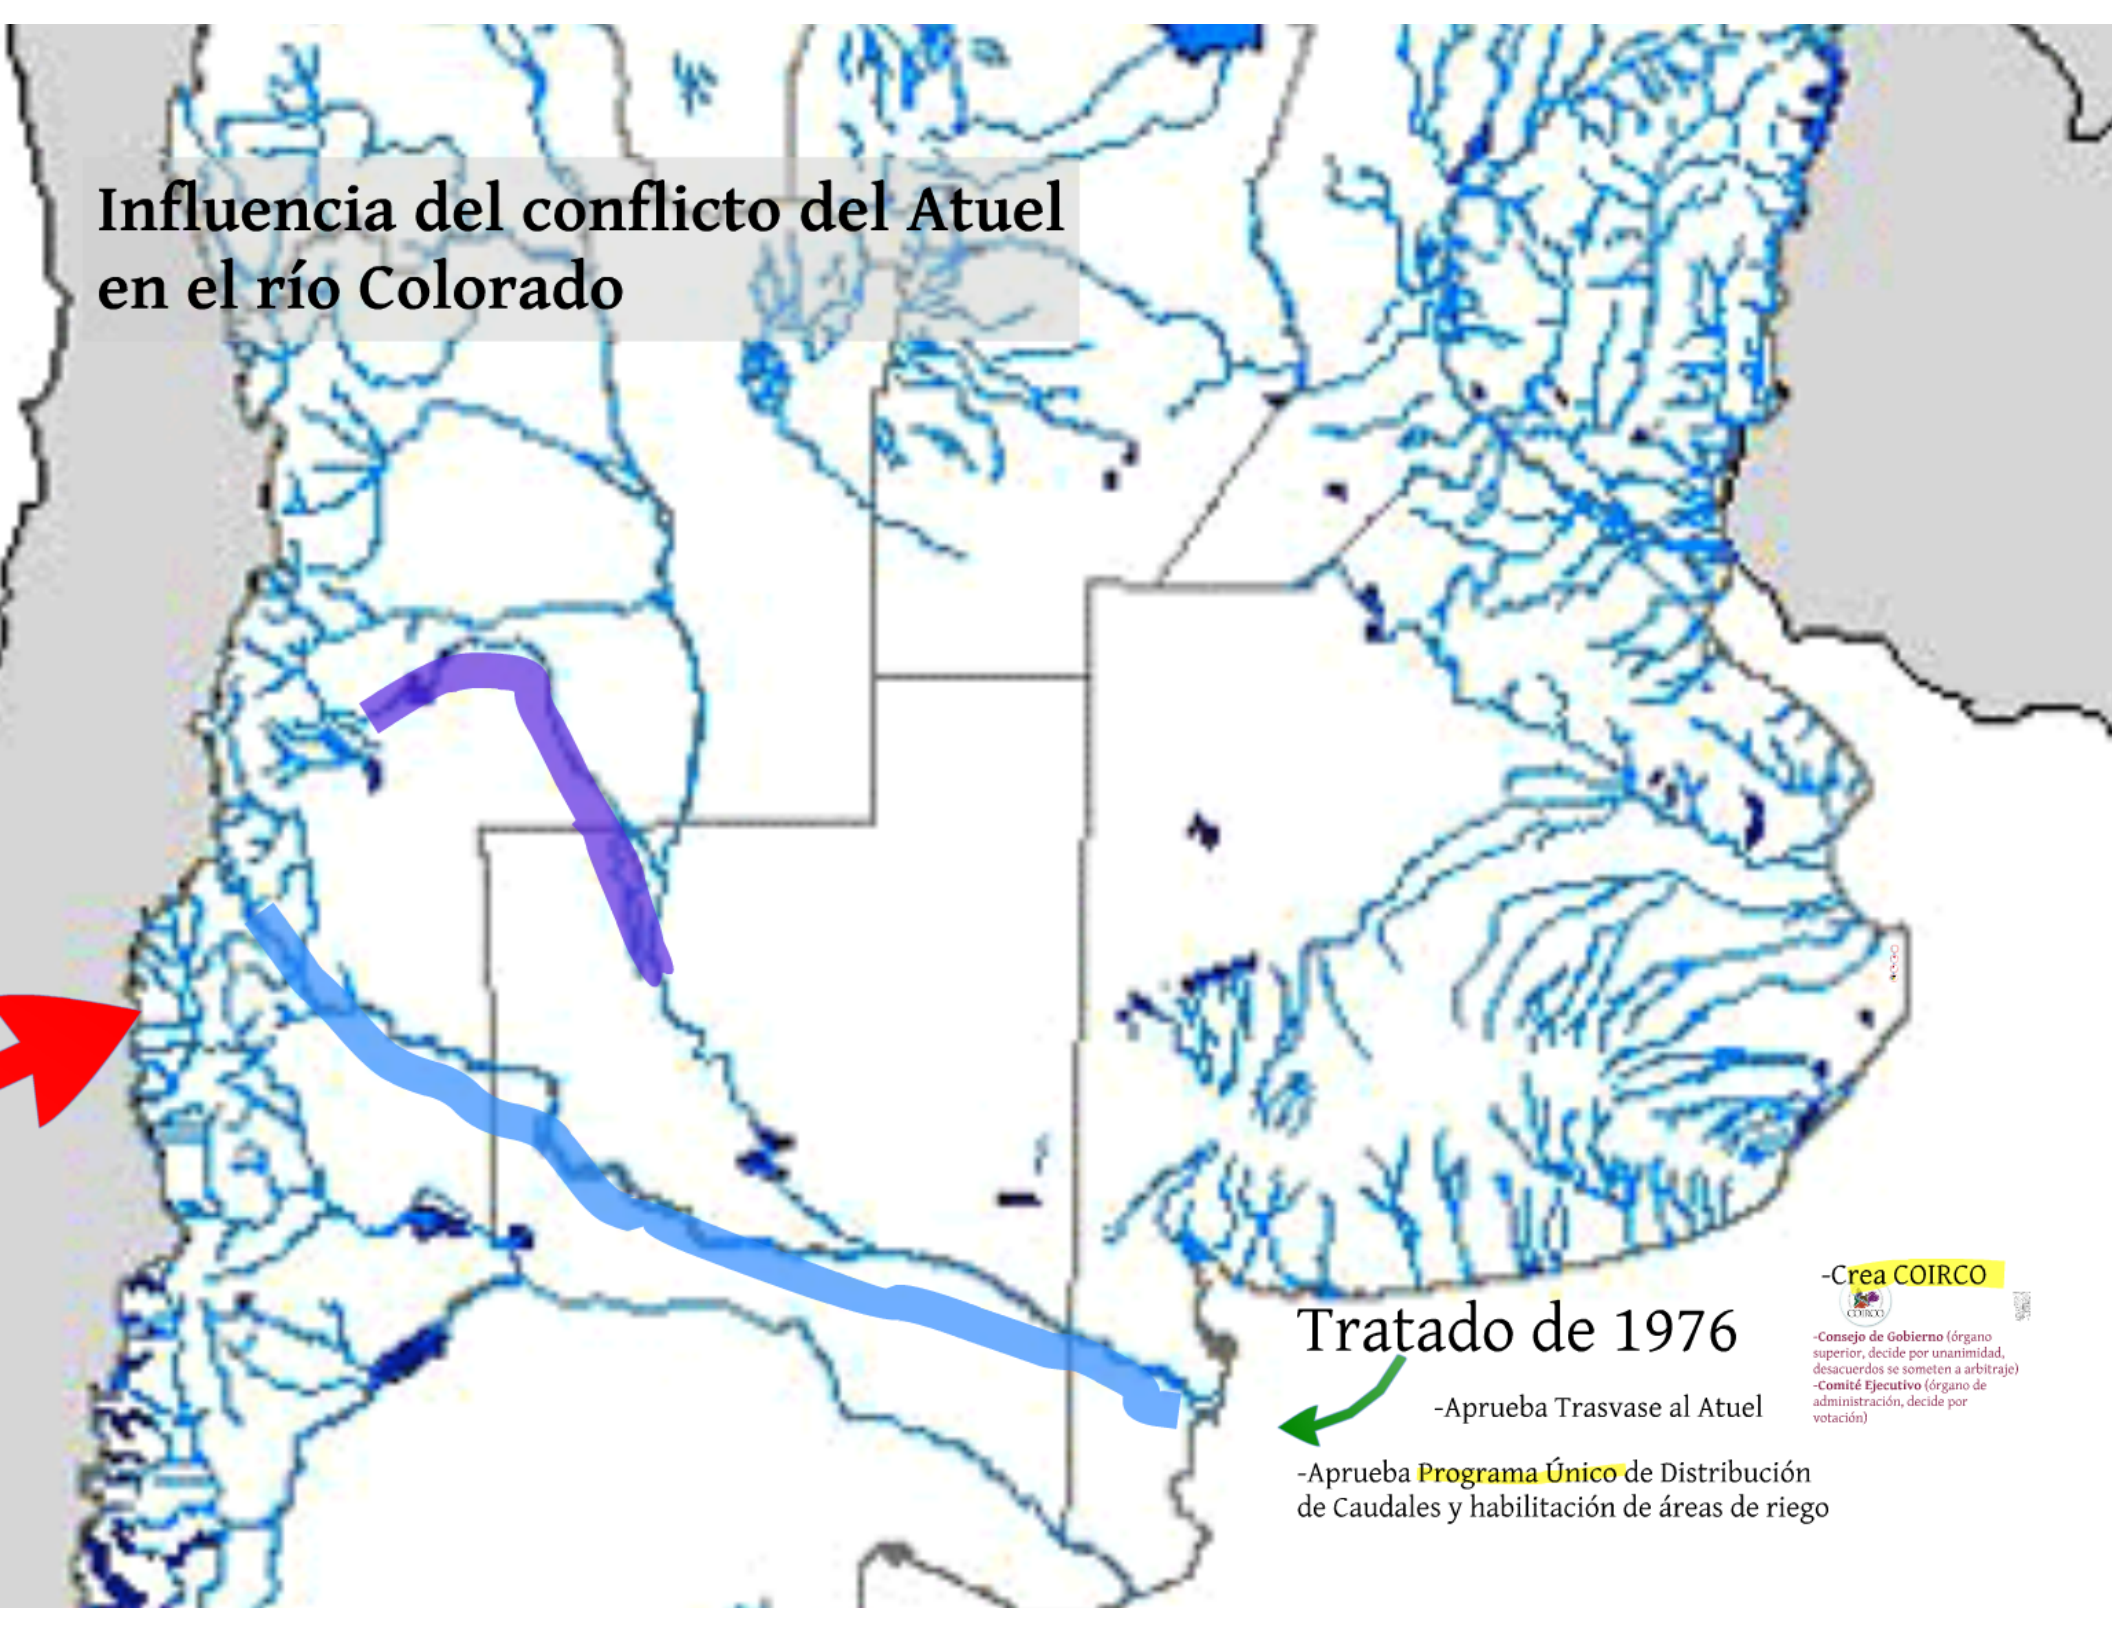 Influencia del conflicto del Atuel
en el río Colorado
Tratado de 1976
-Aprueba Trasvase al Atuel
-Aprueba Programa Único de Distribución
de Caudales y habilitación de áreas de riego
-Crea COIRCO
COIRCO
-Consejo de Gobierno (órgano
superior, decide por unanimidad,
desacuerdos se someten a arbitraje)
-Comité Ejecutivo (órgano de
administración, decide por
votación)